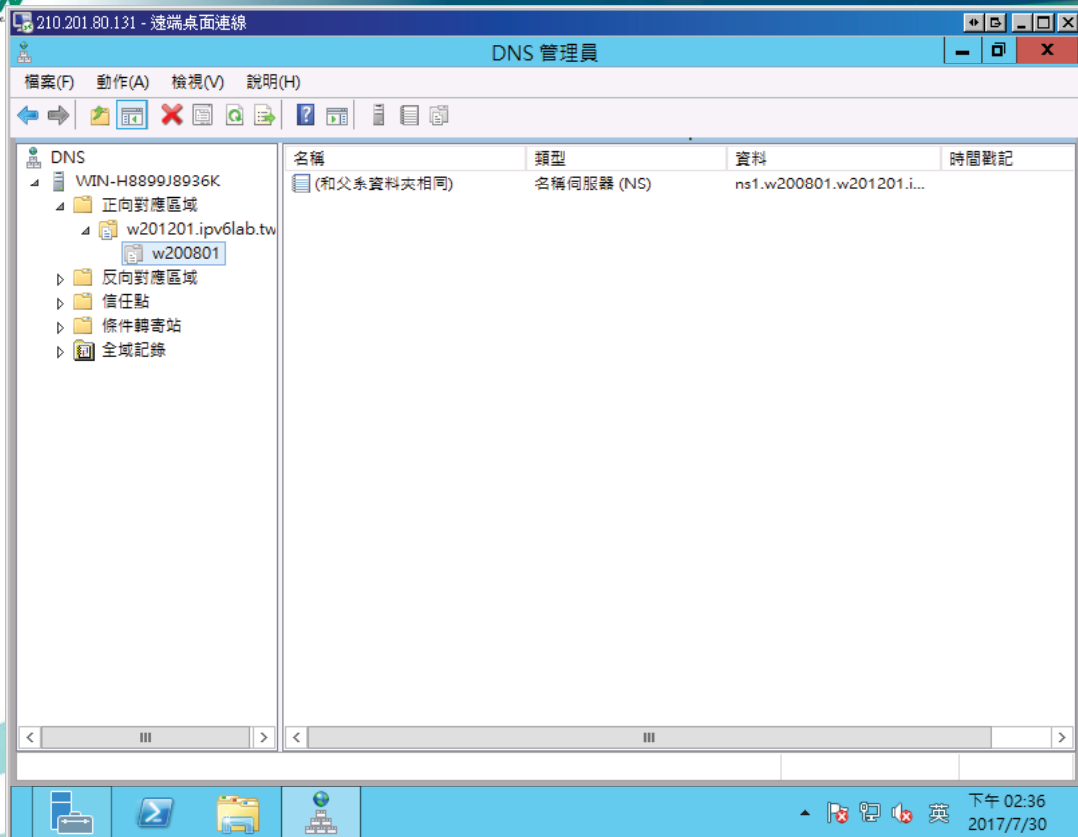 210.201.80.131 - 遠端桌面連線
DNS 管理員
檔案(F) 動作(A) 檢視(V) 說明(H)
DNS
WIN-H8899J8936K
正向對應區域
w201201.ipv6lab.tw
w200801
反向對應區域
信任點
條件轉寄站
全域記錄
名稱 類型 資料 時間戳記
(和父系資料夾相同) 名稱伺服器 (NS) ns1.w200801.w201201.i...
英
下午 02:36
2017/7/30